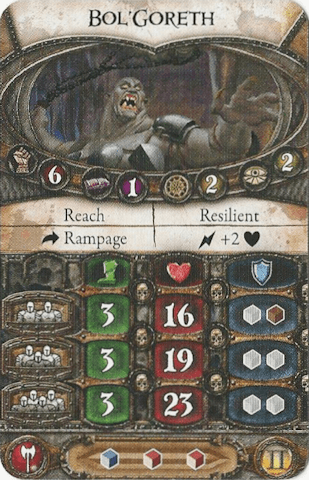 BOL'GORETH
6 1 2 2
Reach Resilient
Rampage +2
3 16
3 19
3 23
II